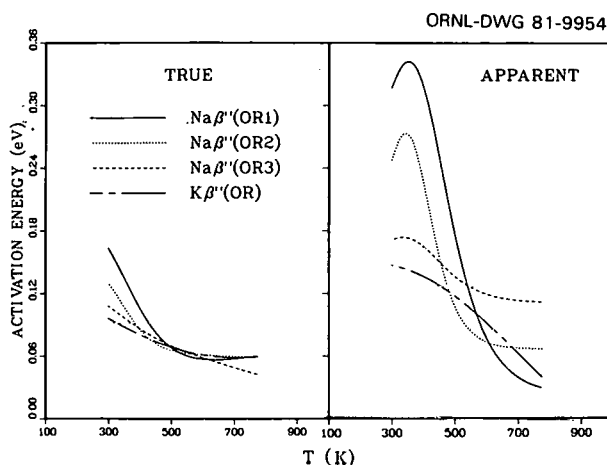 ORNL-DWG 81-9954
TRUE
APPARENT
Naβ''(OR1)
Naβ''(OR2)
Naβ''(OR3)
Kβ''(OR)
ACTIVATION ENERGY (eV)
0.36
0.30
0.24
0.18
0.12
0.06
0.00
100 300 500 700 900
100 300 500 700 900
T (K)